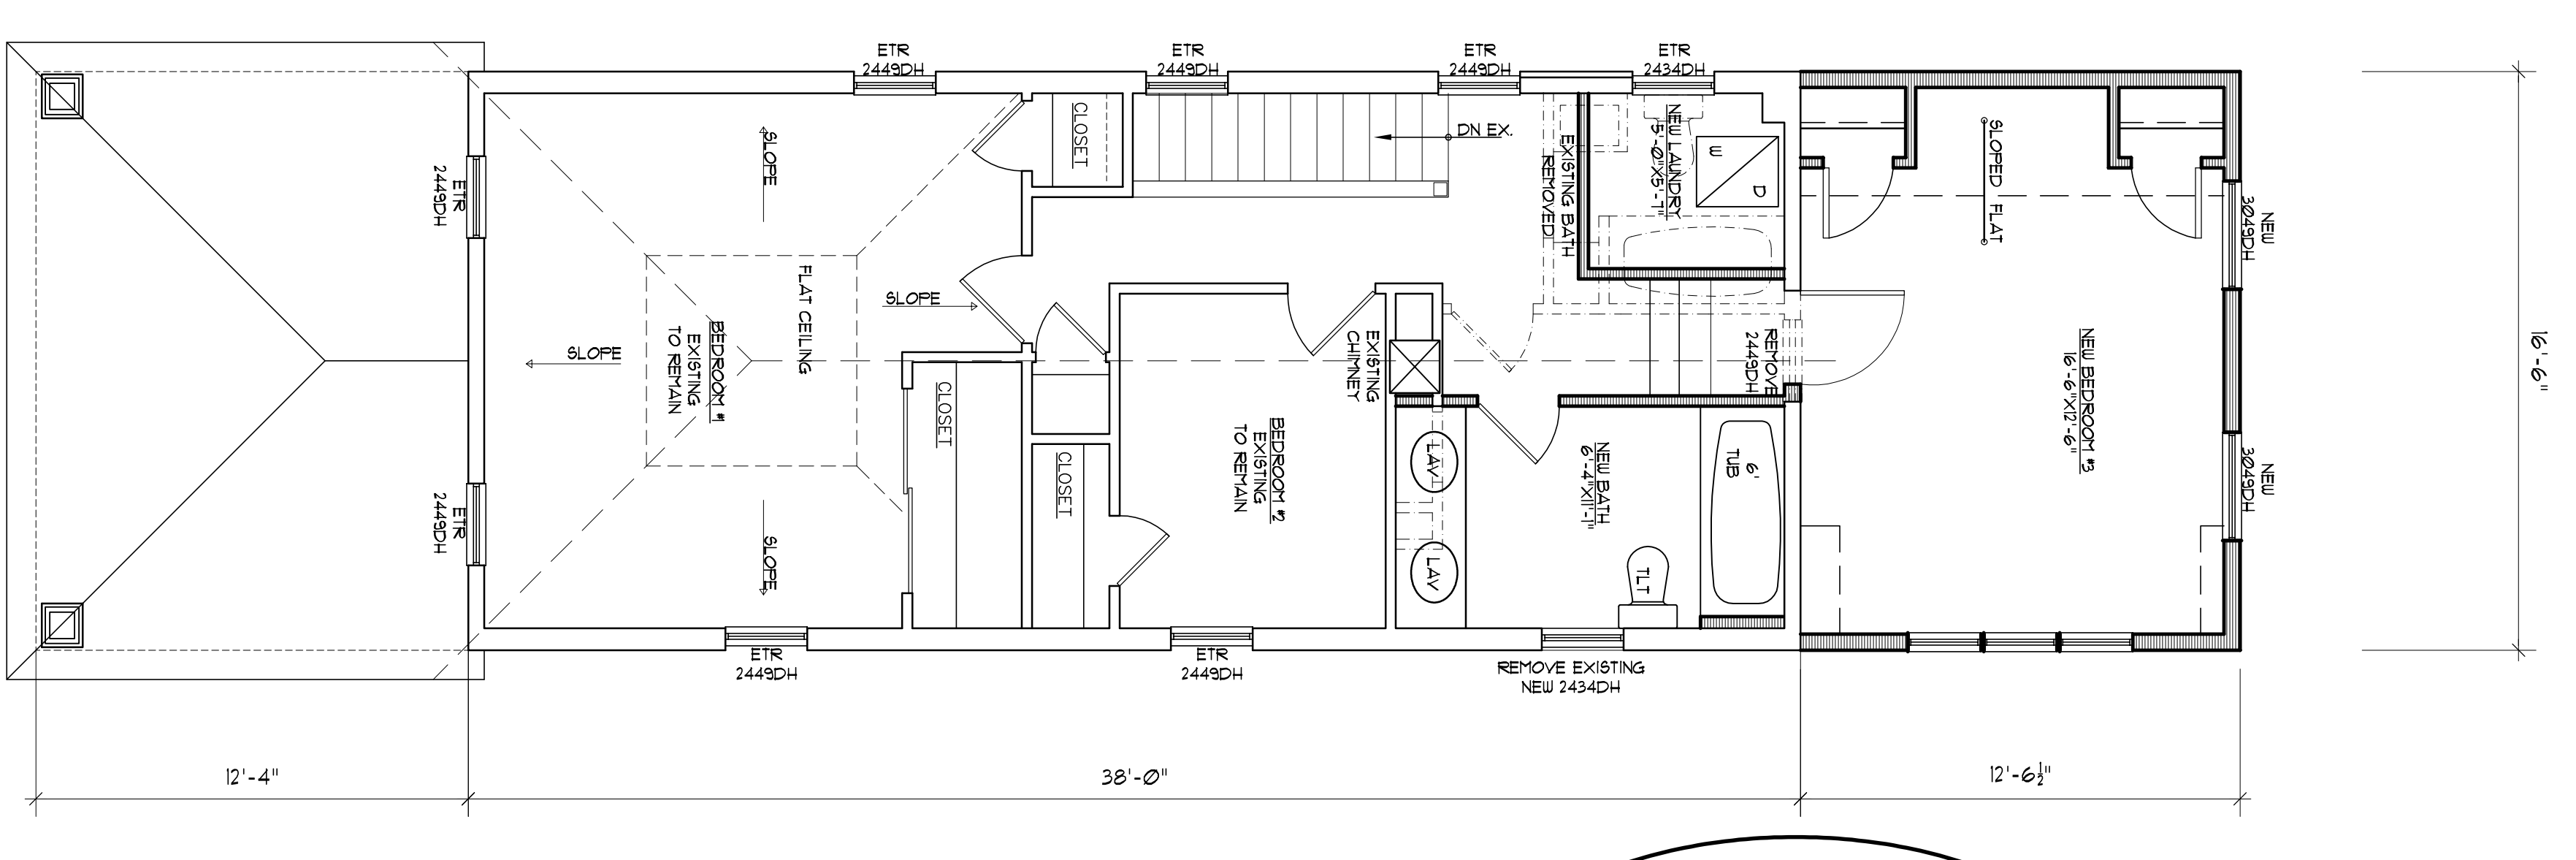 ETR
2449DH
ETR
2449DH
ETR
2449DH
ETR
2434DH
CLOSET
DN EX.
EXISTING BATH
REMOVED
NEW LAUNDRY
5'-0"X5'-7"
W
D
SLOPED FLAT
NEW
3049DH
ETR
2449DH
SLOPE
SLOPE
SLOPE
FLAT CEILING
BEDROOM #1
EXISTING
TO REMAIN
CLOSET
CLOSET
EXISTING
CHIMNEY
BEDROOM #2
EXISTING
TO REMAIN
REMOVE
2449DH
NEW BEDROOM #3
16'-6"X12'-6"
16'-6"
LAY
LAY
NEW BATH
6'-4"X11'-1"
6'
TUB
TLT
NEW
3049DH
ETR
2449DH
SLOPE
ETR
2449DH
ETR
2449DH
REMOVE EXISTING
NEW 2434DH
12'-4"
38'-0"
12'-6½"